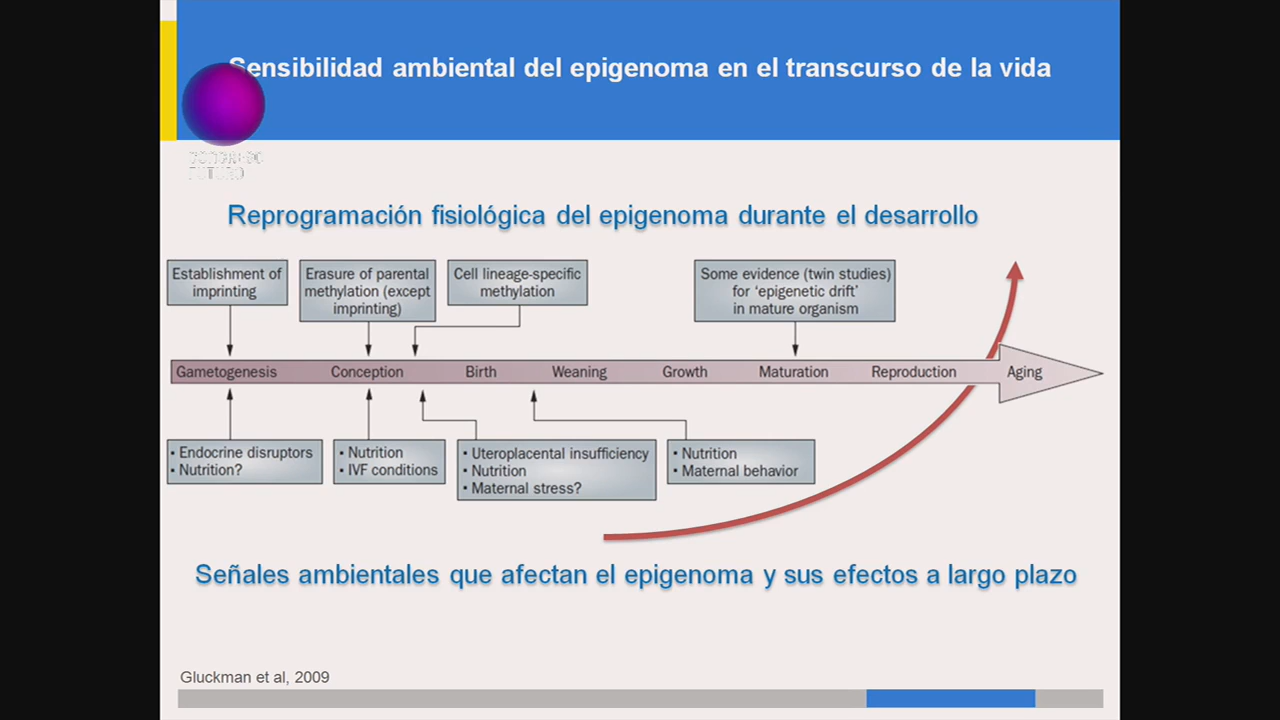 Sensibilidad ambiental del epigenoma en el transcurso de la vida
CONGRESO
FUTURO
Reprogramación fisiológica del epigenoma durante el desarrollo
Establishment of
imprinting
Erasure of parental
methylation (except
imprinting)
Cell lineage-specific
methylation
Some evidence (twin studies)
for ‘epigenetic drift’
in mature organism
Gametogenesis
Conception
Birth
Weaning
Growth
Maturation
Reproduction
Aging
▪ Endocrine disruptors
▪ Nutrition?
▪ Nutrition
▪ IVF conditions
▪ Uteroplacental insufficiency
▪ Nutrition
▪ Maternal stress?
▪ Nutrition
▪ Maternal behavior
Señales ambientales que afectan el epigenoma y sus efectos a largo plazo
Gluckman et al, 2009